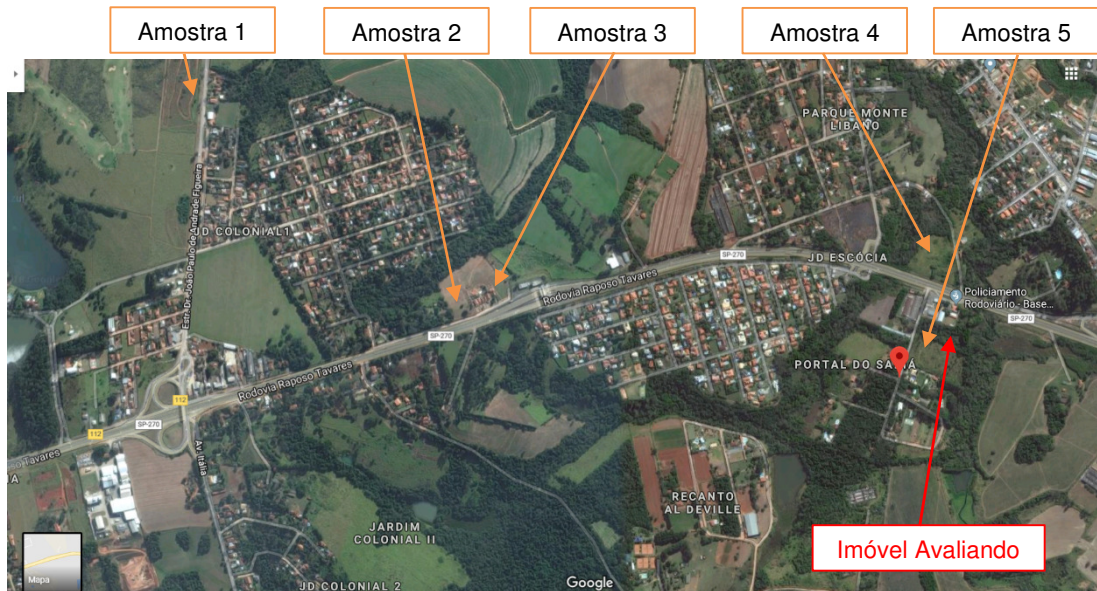 Amostra 1
Amostra 2
Amostra 3
Amostra 4
Amostra 5
PARQUE MONTE
LIBANO
Estr. Dr. João Paulo de Andrade Figueira
JD COLONIAL1
SP-270
JD ESCÓCIA
Rodovia Raposo Tavares
Policiamento
Rodoviário - Base...
SP-270
SP-270
PORTAL DO SABIÁ
Rodovia Raposo Tavares
112
SP-270
112
Tavares
Av. Itália
RECANTO
AL DEVILLE
JARDIM
COLONIAL II
Imóvel Avaliando
Mapa
JD COLONIAL 2
Google